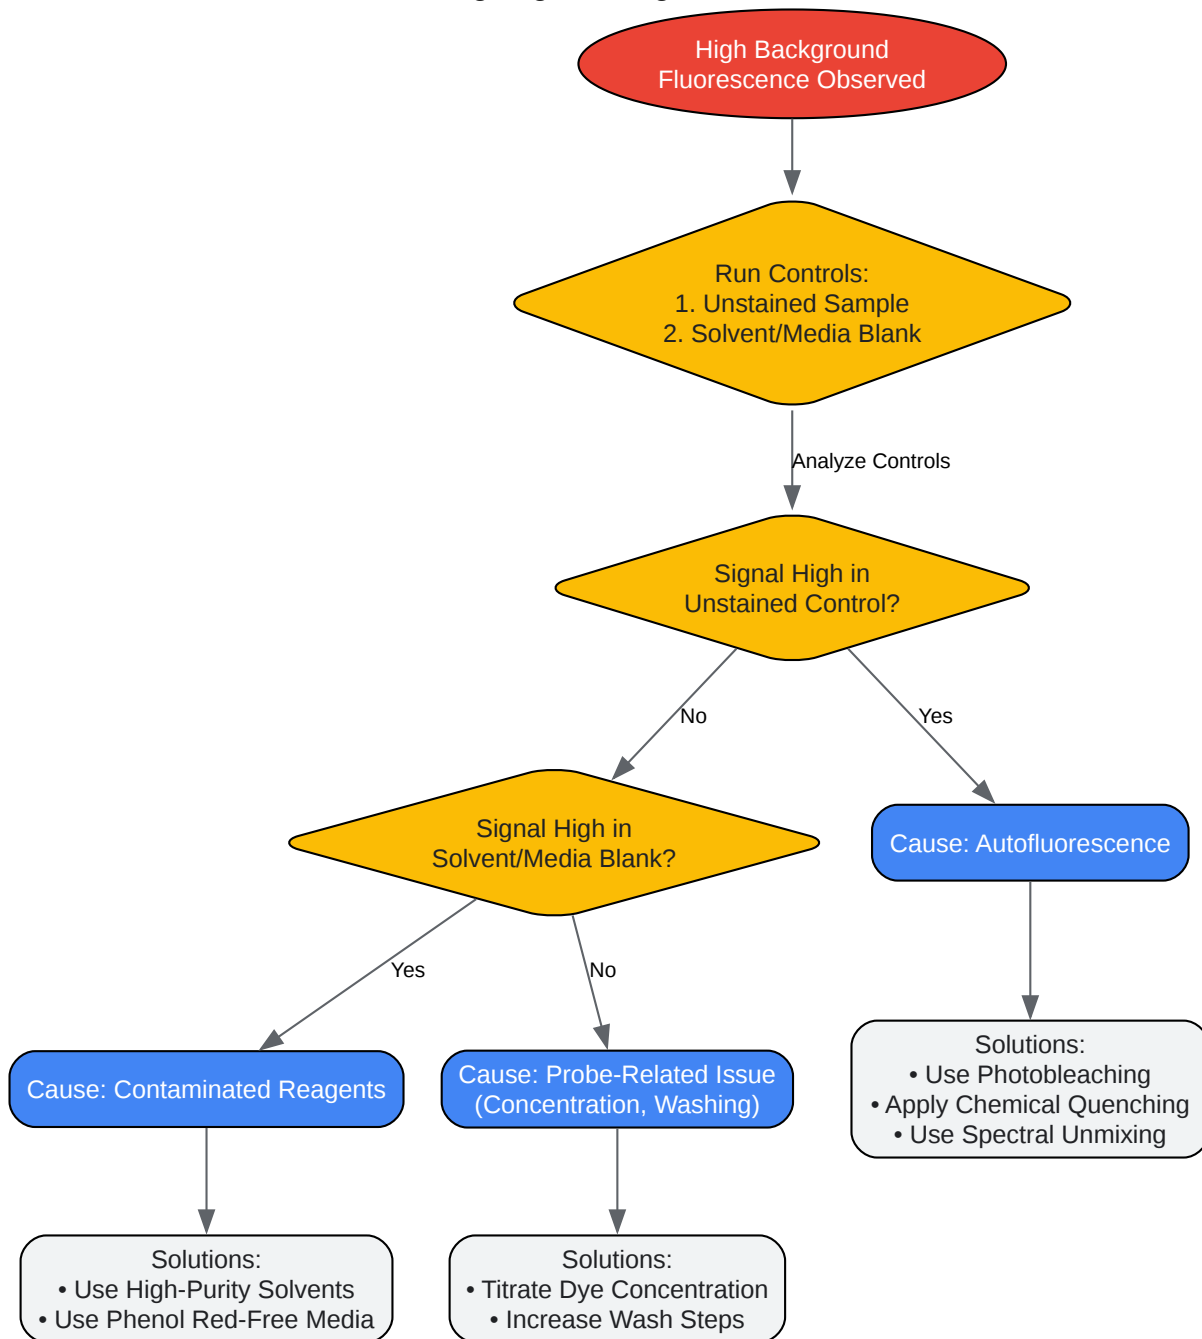 High Background
Fluorescence Observed
Run Controls:
1. Unstained Sample
2. Solvent/Media Blank
Analyze Controls
Signal High in
Unstained Control?
No
Yes
Signal High in
Solvent/Media Blank?
Cause: Autofluorescence
Yes
No
Cause: Contaminated Reagents
Cause: Probe-Related Issue
(Concentration, Washing)
Solutions:
• Use Photobleaching
• Apply Chemical Quenching
• Use Spectral Unmixing
Solutions:
• Use High-Purity Solvents
• Use Phenol Red-Free Media
Solutions:
• Titrate Dye Concentration
• Increase Wash Steps